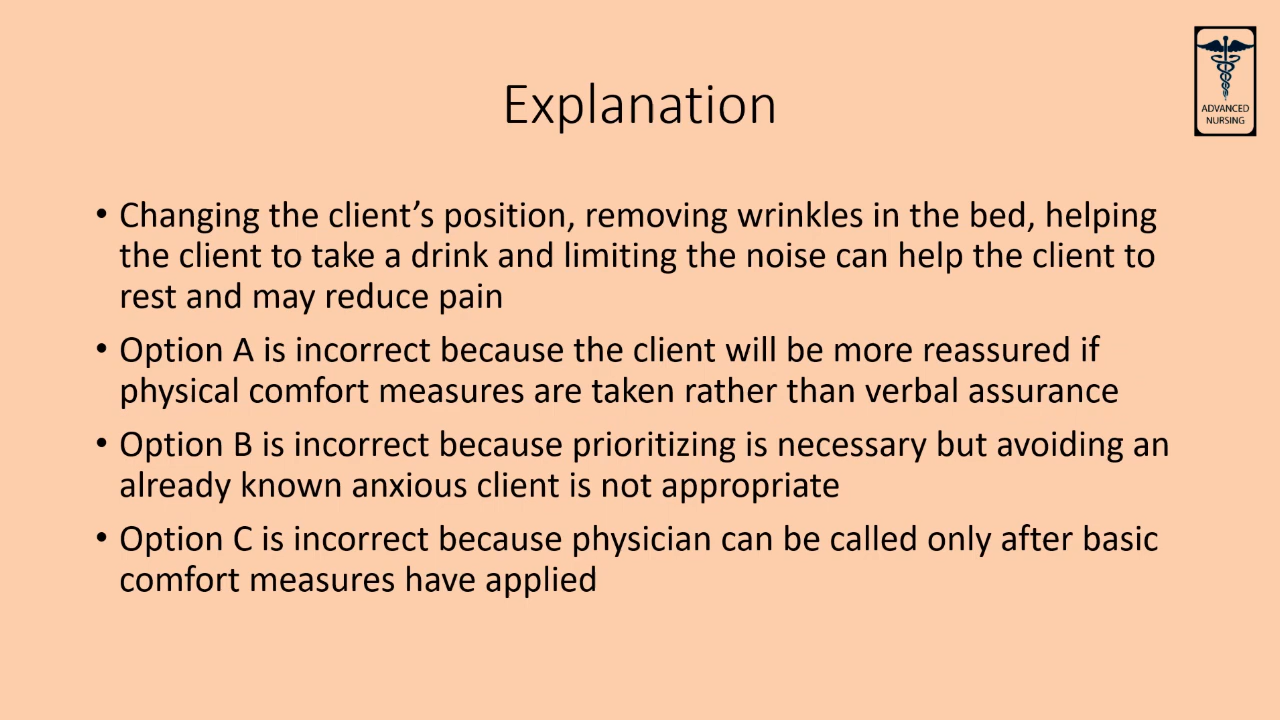 ADVANCED
NURSING
Explanation
• Changing the client’s position, removing wrinkles in the bed, helping
the client to take a drink and limiting the noise can help the client to
rest and may reduce pain
• Option A is incorrect because the client will be more reassured if
physical comfort measures are taken rather than verbal assurance
• Option B is incorrect because prioritizing is necessary but avoiding an
already known anxious client is not appropriate
• Option C is incorrect because physician can be called only after basic
comfort measures have applied